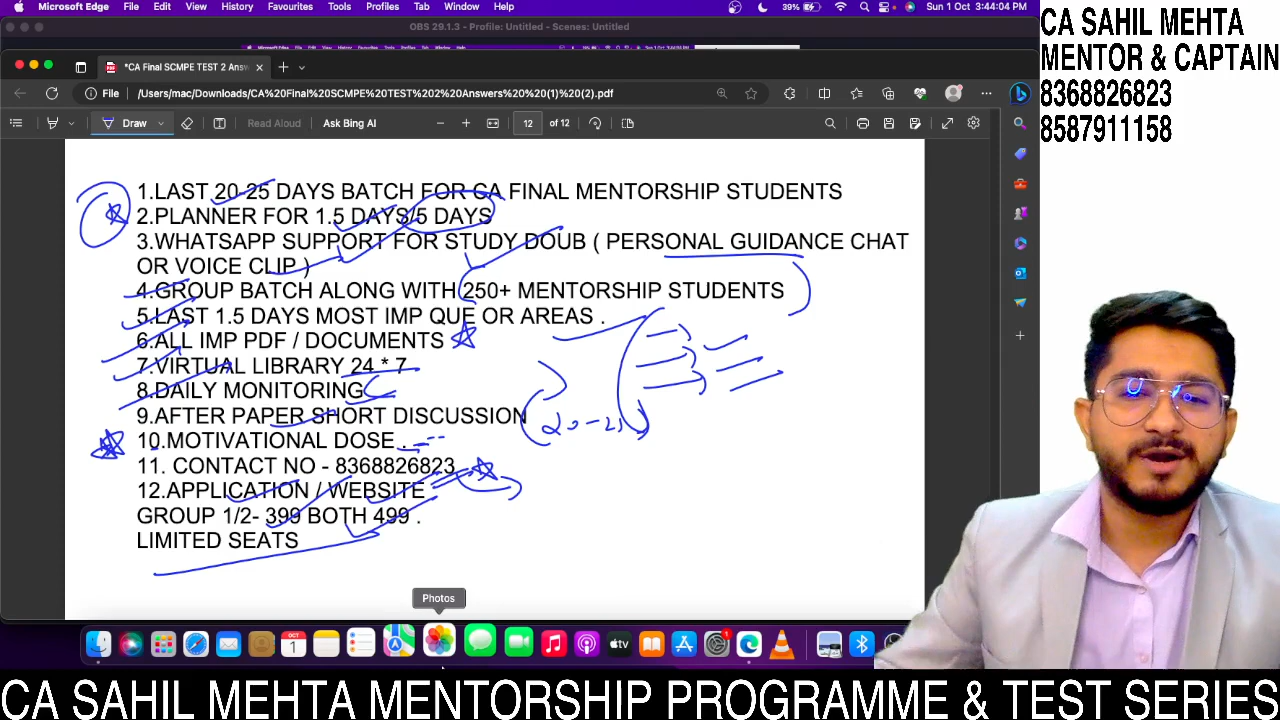 Microsoft Edge File Edit View History Favourites Tools Profiles Tab Window Help 39% Sun 1 Oct 3:44:04 PM
OBS 29.1.3 - Profile: Untitled - Scenes: Untitled
*CA Final SCMPE TEST 2 Answ
File /Users/mac/Downloads/CA%20Final%20SCMPE%20TEST%202%20Answers%20%20(1)%20(2).pdf
Draw Read Aloud Ask Bing AI 12 of 12
1.LAST 20-25 DAYS BATCH FOR CA FINAL MENTORSHIP STUDENTS
2.PLANNER FOR 1.5 DAYS/5 DAYS
3.WHATSAPP SUPPORT FOR STUDY DOUB ( PERSONAL GUIDANCE CHAT
OR VOICE CLIP )
4.GROUP BATCH ALONG WITH 250+ MENTORSHIP STUDENTS
5.LAST 1.5 DAYS MOST IMP QUE OR AREAS .
6.ALL IMP PDF / DOCUMENTS
7.VIRTUAL LIBRARY 24 * 7
8.DAILY MONITORING
9.AFTER PAPER SHORT DISCUSSION
10.MOTIVATIONAL DOSE .
11. CONTACT NO - 8368826823
12.APPLICATION / WEBSITE
GROUP 1/2- 399 BOTH 499 .
LIMITED SEATS
Photos
OCT
1
tv
CA SAHIL MEHTA
MENTOR & CAPTAIN
8368826823
8587911158
CA SAHIL MEHTA MENTORSHIP PROGRAMME & TEST SERIES